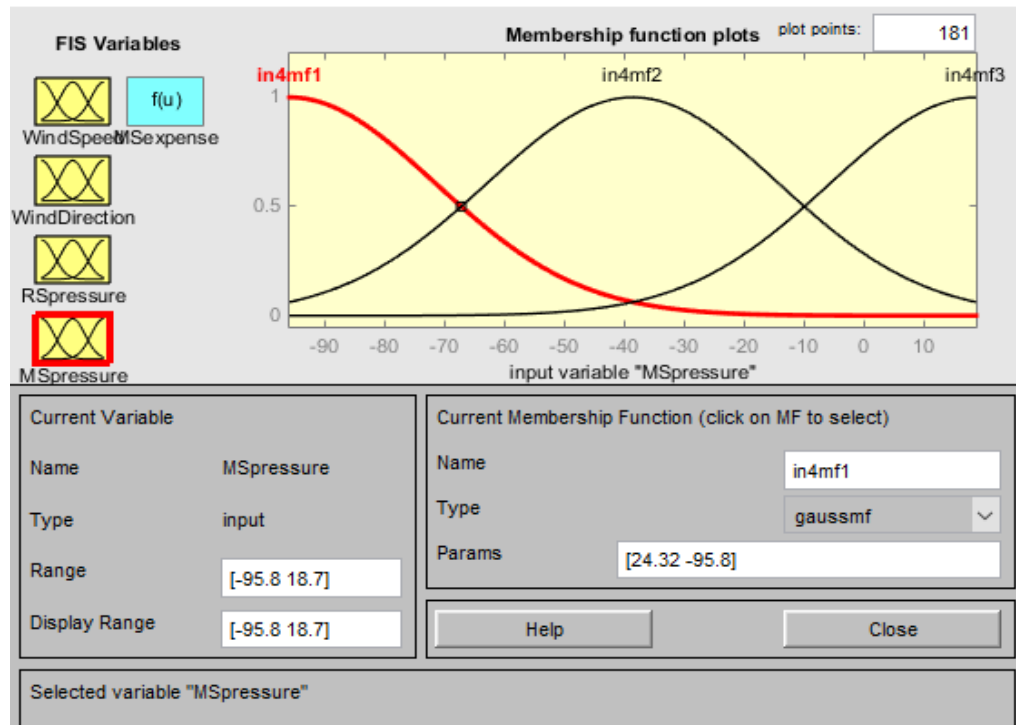 FIS Variables
Membership function plots
plot points:
181
f(u)
WindSpeed
MSexpense
WindDirection
RSpressure
MSpressure
in4mf1
in4mf2
in4mf3
1
0.5
0
-90 -80 -70 -60 -50 -40 -30 -20 -10 0 10
input variable "MSpressure"
Current Variable
Name MSpressure
Type input
Range [-95.8 18.7]
Display Range [-95.8 18.7]
Current Membership Function (click on MF to select)
Name in4mf1
Type gaussmf
Params [24.32 -95.8]
Help
Close
Selected variable "MSpressure"